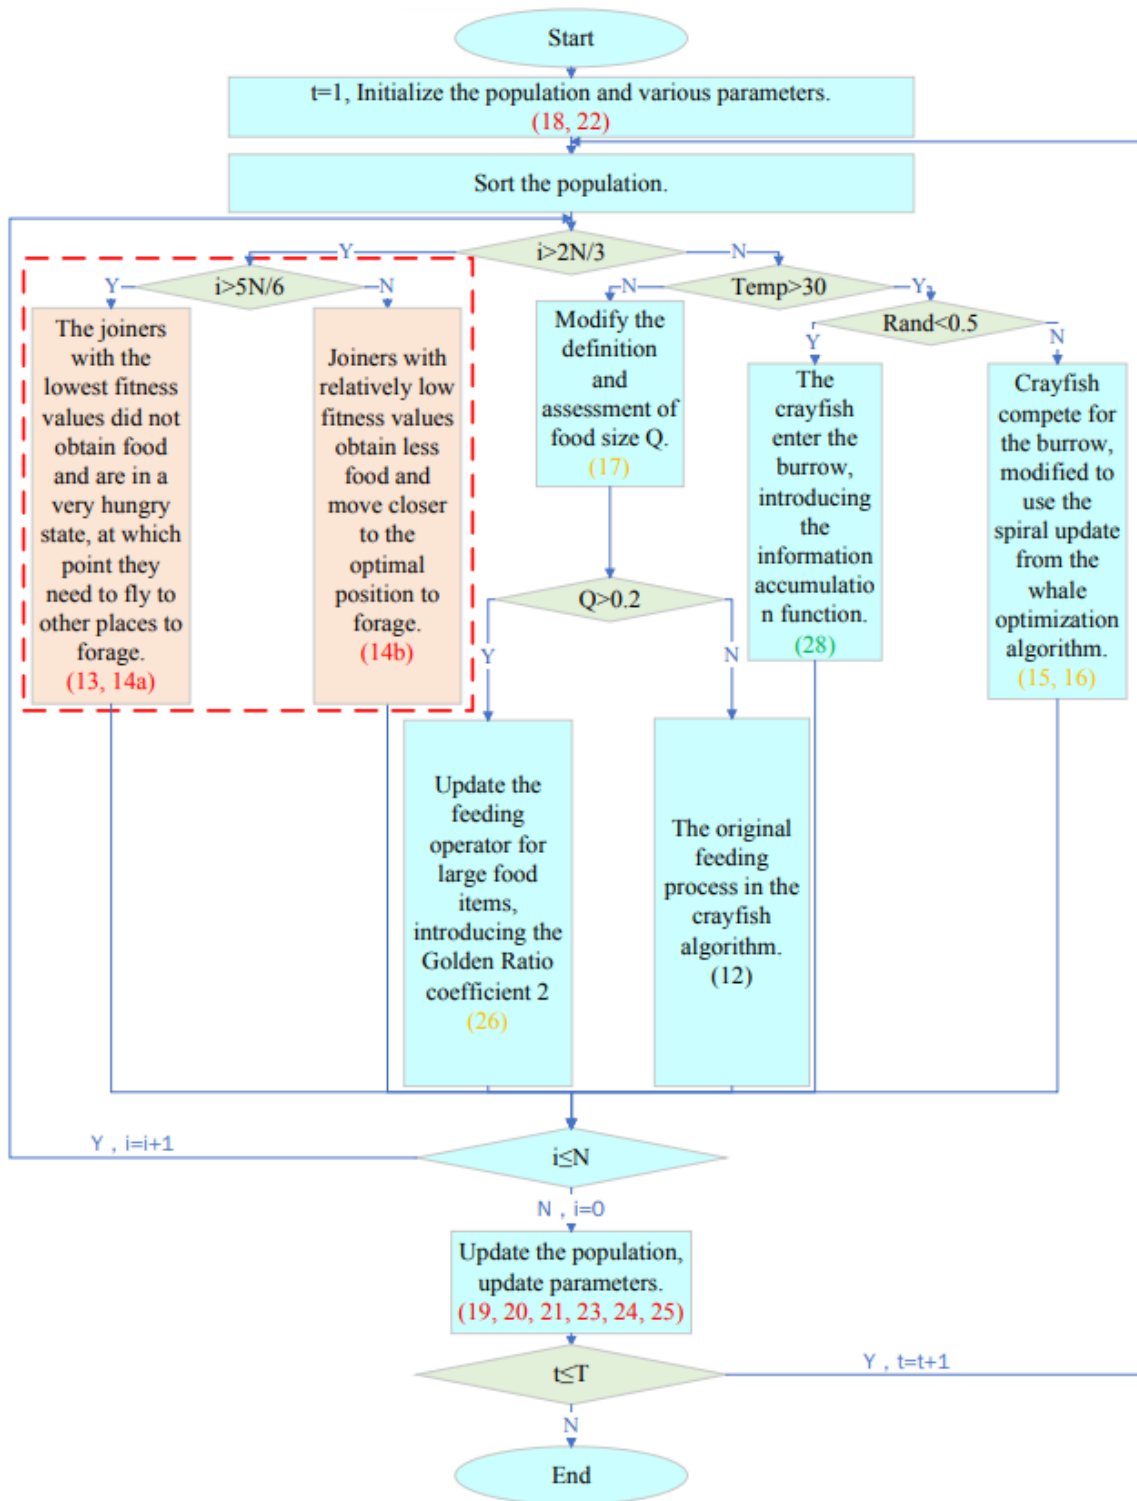 Start
t=1, Initialize the population and various parameters.
(18, 22)
Sort the population.
i>2N/3
Y
N
i>5N/6
Y
N
Temp>30
N
Y
Rand<0.5
Y
N
The joiners
with the
lowest fitness
values did not
obtain food
and are in a
very hungry
state, at which
point they
need to fly to
other places to
forage.
(13, 14a)
Joiners with
relatively low
fitness values
obtain less
food and
move closer
to the
optimal
position to
forage.
(14b)
Modify the
definition
and
assessment of
food size Q.
(17)
The
crayfish
enter the
burrow,
introducing
the
information
accumulatio
n function.
(28)
Crayfish
compete for
the burrow,
modified to
use the
spiral update
from the
whale
optimization
algorithm.
(15, 16)
Q>0.2
Y
N
Update the
feeding
operator for
large food
items,
introducing the
Golden Ratio
coefficient 2
(26)
The original
feeding
process in the
crayfish
algorithm.
(12)
i≤N
Y , i=i+1
N , i=0
Update the population,
update parameters.
(19, 20, 21, 23, 24, 25)
t≤T
Y , t=t+1
N
End